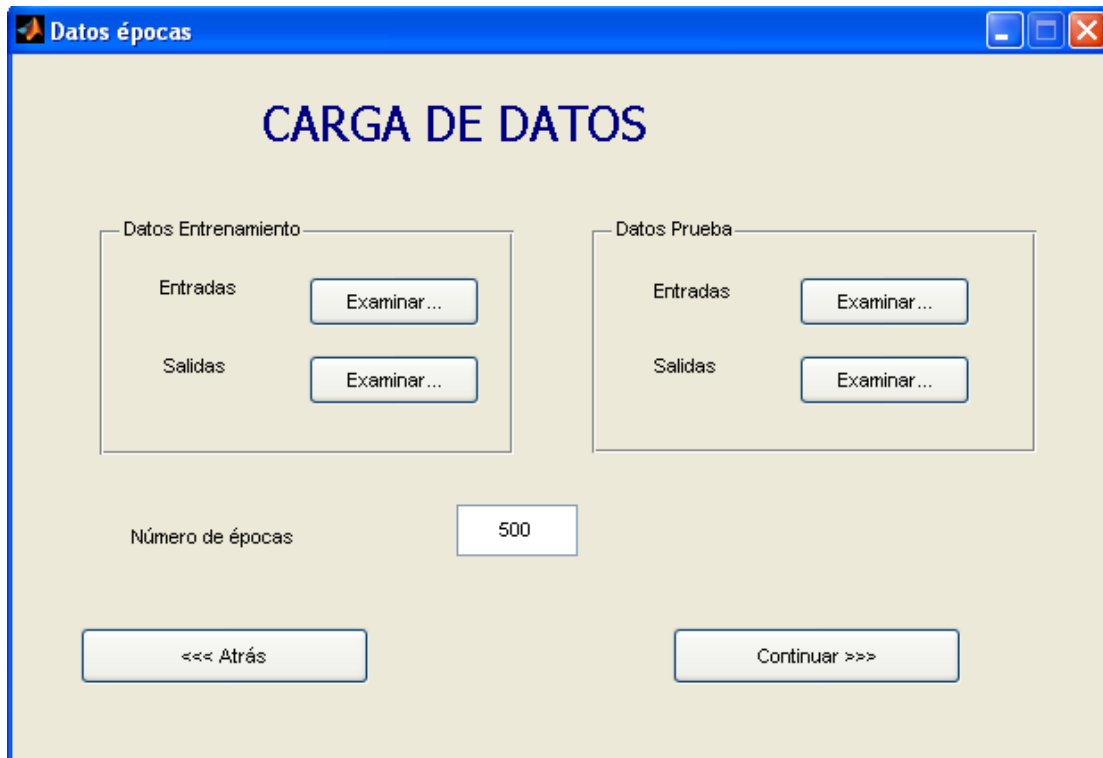 Datos épocas
CARGA DE DATOS
Datos Entrenamiento
Entradas
Examinar...
Salidas
Examinar...
Datos Prueba
Entradas
Examinar...
Salidas
Examinar...
Número de épocas
500
<<< Atrás
Continuar >>>